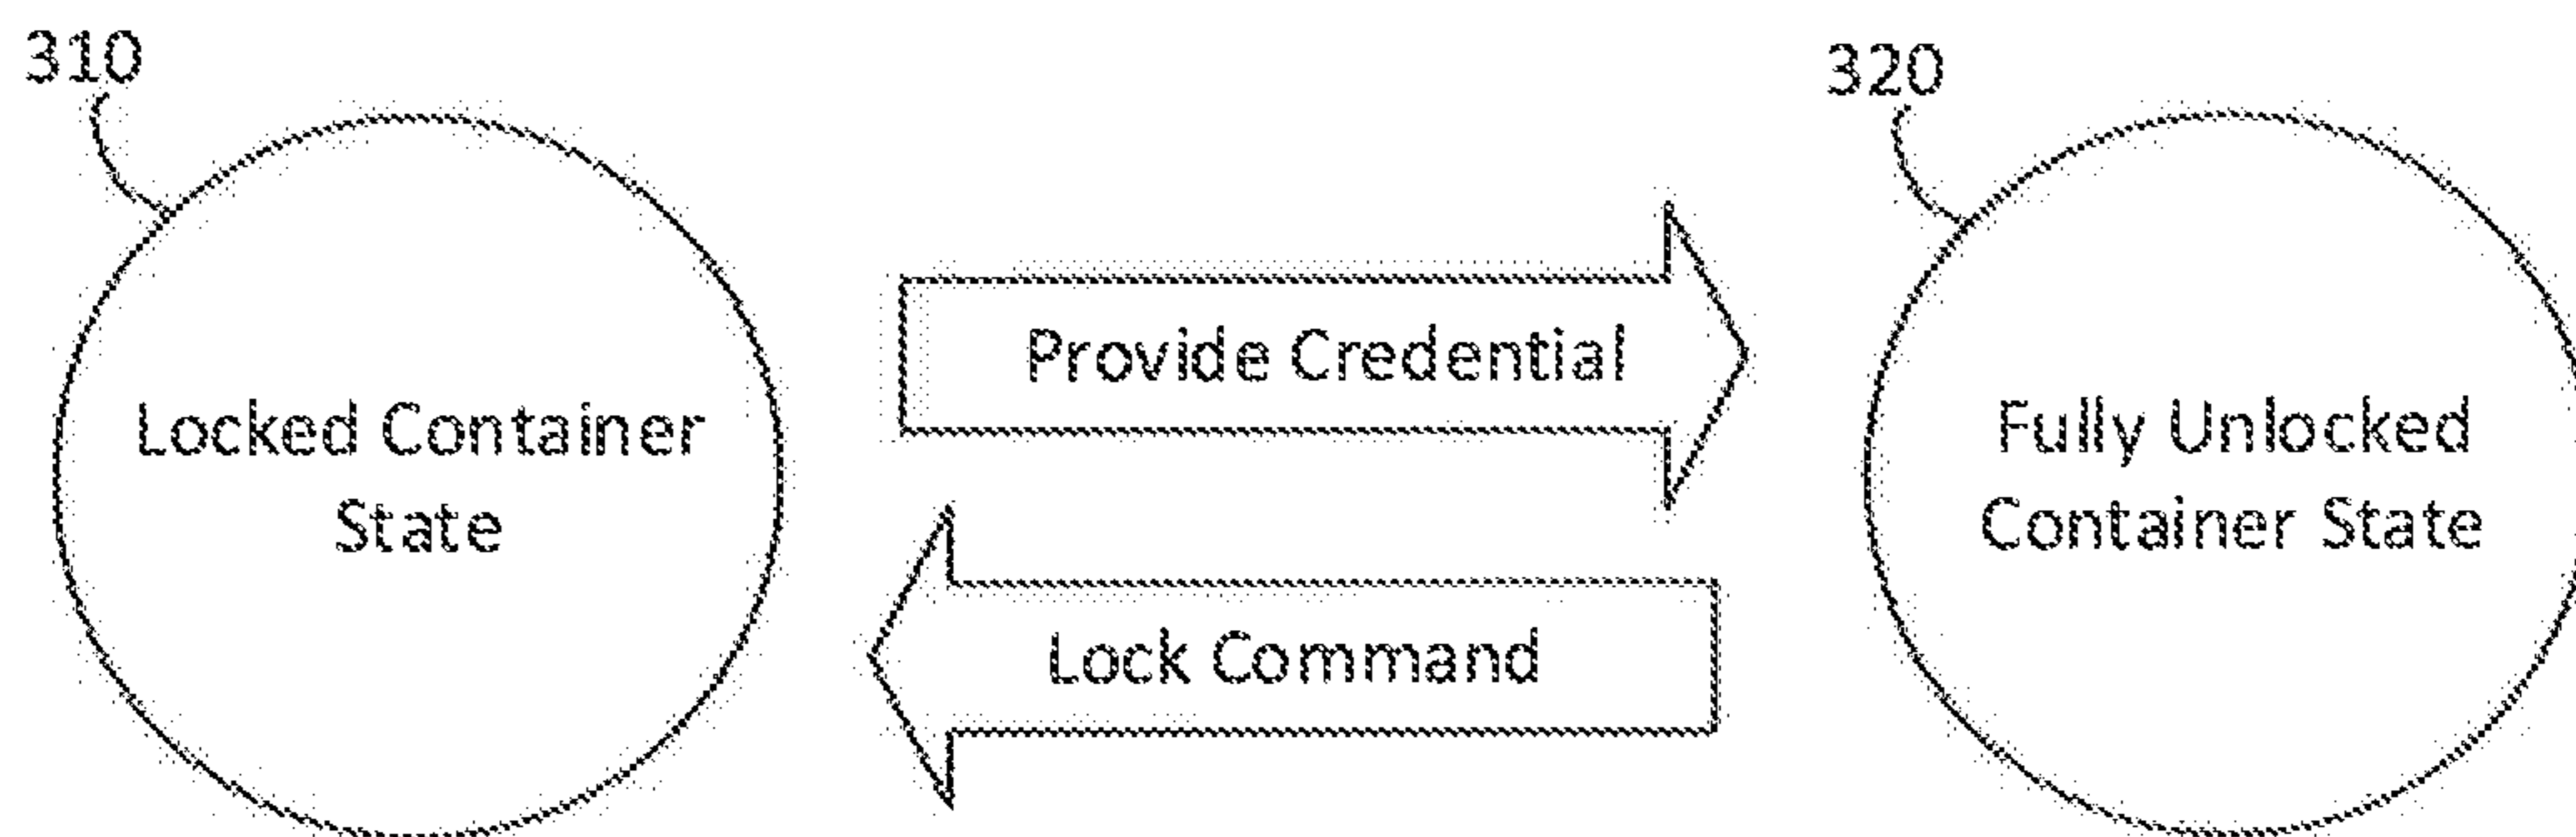 310
320
Provide Credential
Locked Container
State
Fully Unlocked
Container State
Lock Command